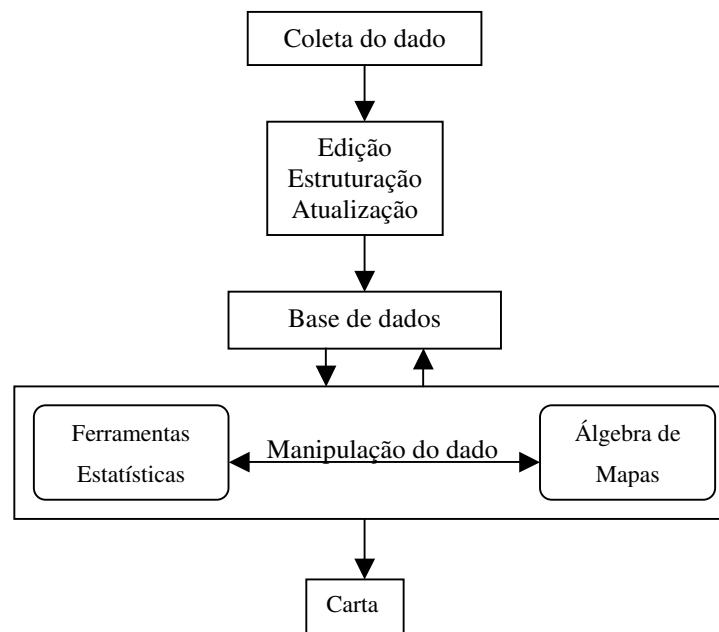 Coleta do dado
Edição
Estruturação
Atualização
Base de dados
Ferramentas
Estatísticas
Manipulação do dado
Álgebra de
Mapas
Carta